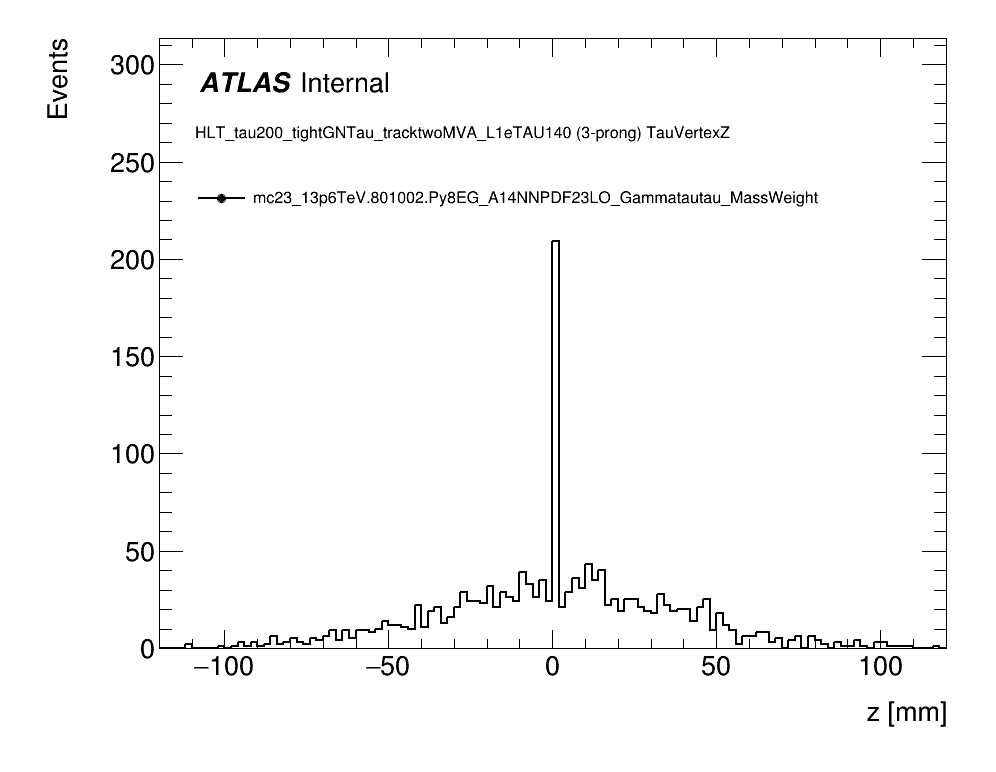 Events
300
ATLAS Internal
HLT_tau200_tightGNTau_tracktwoMVA_L1eTAU140 (3-prong) TauVertexZ
250
mc23_13p6TeV.801002.Py8EG_A14NNPDF23LO_Gammatautau_MassWeight
200
150
100
50
0
−100 −50 0 50 100
z [mm]